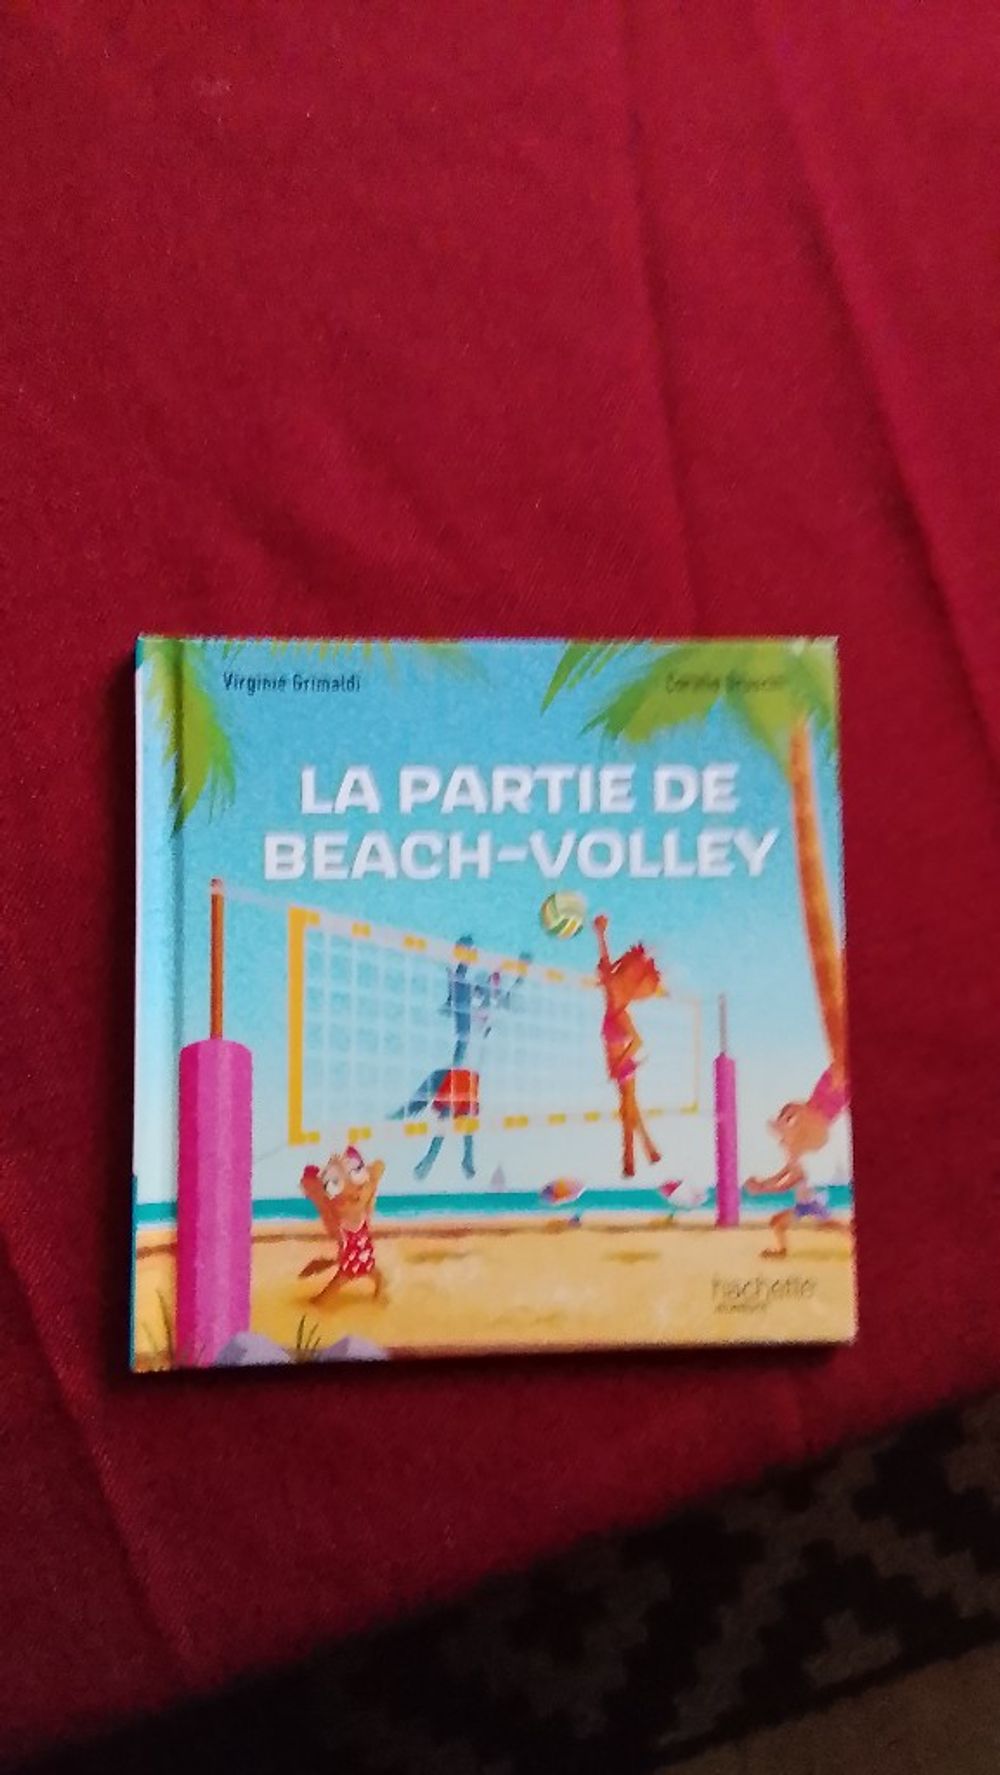 Virginie Grimaldi
LA PARTIE DE
BEACH-VOLLEY
hachette